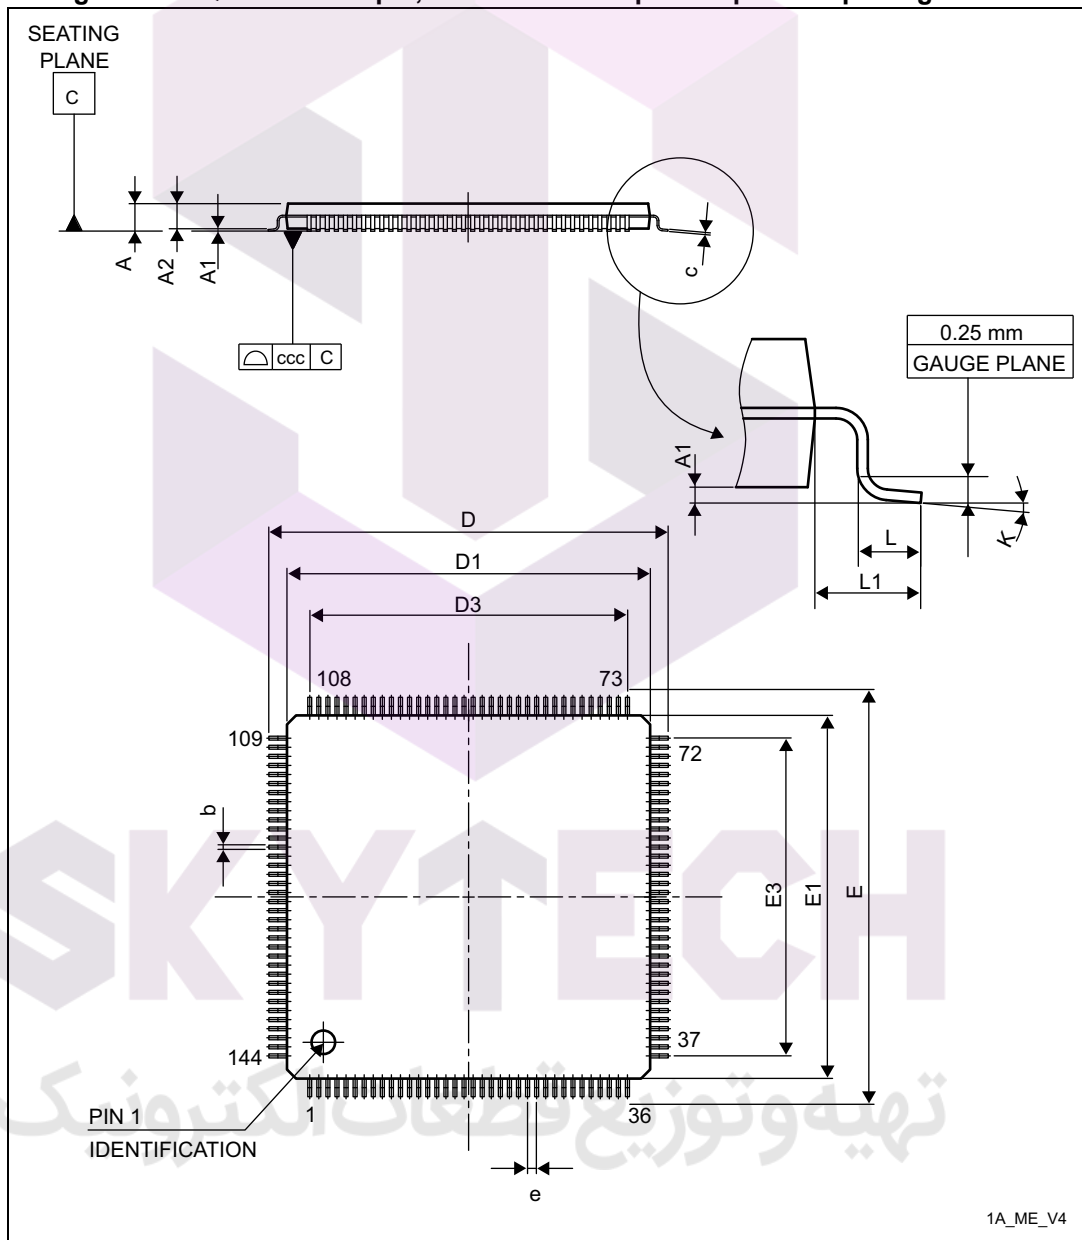 SEATING
PLANE
C
A
A2
A1
c
ccc C
0.25 mm
GAUGE PLANE
A1
K
L
L1
D
D1
D3
108
73
109
72
b
E3
E1
E
SKYTECH
144
37
تهیه و توزیع قطعات الکترونیک
PIN 1
IDENTIFICATION
1
36
e
1A_ME_V4